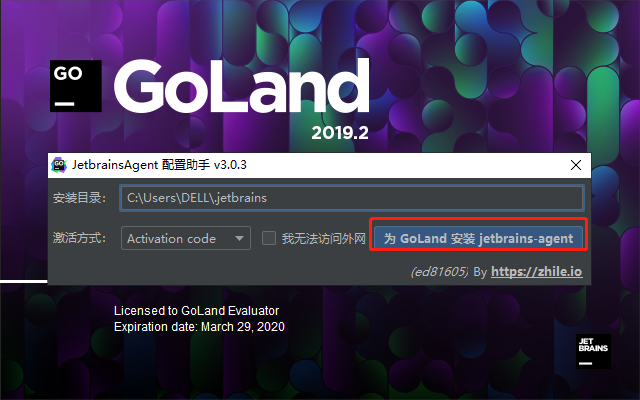 GO
GoLand
2019.2
GO JetbrainsAgent 配置助手 v3.0.3
安装目录： C:\Users\DELL\.jetbrains
激活方式： Activation code 我无法访问外网 为 GoLand 安装 jetbrains-agent
(ed81605) By https://zhile.io
Licensed to GoLand Evaluator
Expiration date: March 29, 2020
JET
BRAINS